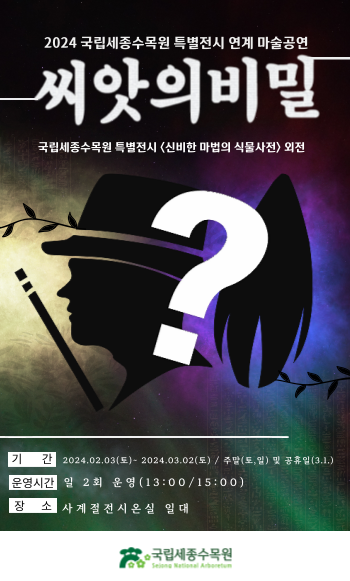 2024 국립세종수목원 특별전시 연계 마술공연
씨앗의비밀
국립세종수목원 특별전시 <신비한 마법의 식물사전> 외전
?
기 간 2024.02.03(토)- 2024.03.02(토) / 주말(토,일) 및 공휴일(3.1.)
운영시간 일 2회 운영(13:00/15:00)
장 소 사계절전시온실 일대
국립세종수목원
Sejong National Arboretum